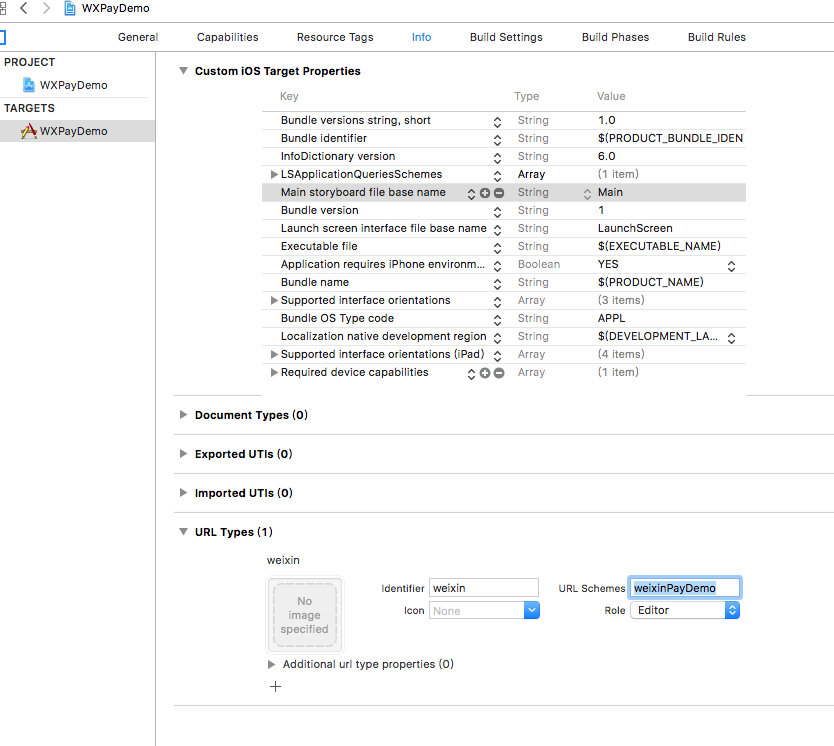 WXPayDemo
General Capabilities Resource Tags Info Build Settings Build Phases Build Rules
PROJECT
WXPayDemo
TARGETS
WXPayDemo
Custom iOS Target Properties
Key Type Value
Bundle versions string, short String 1.0
Bundle identifier String $(PRODUCT_BUNDLE_IDEN
InfoDictionary version String 6.0
LSApplicationQueriesSchemes Array (1 item)
Main storyboard file base name String Main
Bundle version String 1
Launch screen interface file base name String LaunchScreen
Executable file String $(EXECUTABLE_NAME)
Application requires iPhone environm... Boolean YES
Bundle name String $(PRODUCT_NAME)
Supported interface orientations Array (3 items)
Bundle OS Type code String APPL
Localization native development region String $(DEVELOPMENT_LA...
Supported interface orientations (iPad) Array (4 items)
Required device capabilities Array (1 item)
Document Types (0)
Exported UTIs (0)
Imported UTIs (0)
URL Types (1)
weixin
No image specified
Identifier weixin URL Schemes weixinPayDemo
Icon None Role Editor
Additional url type properties (0)